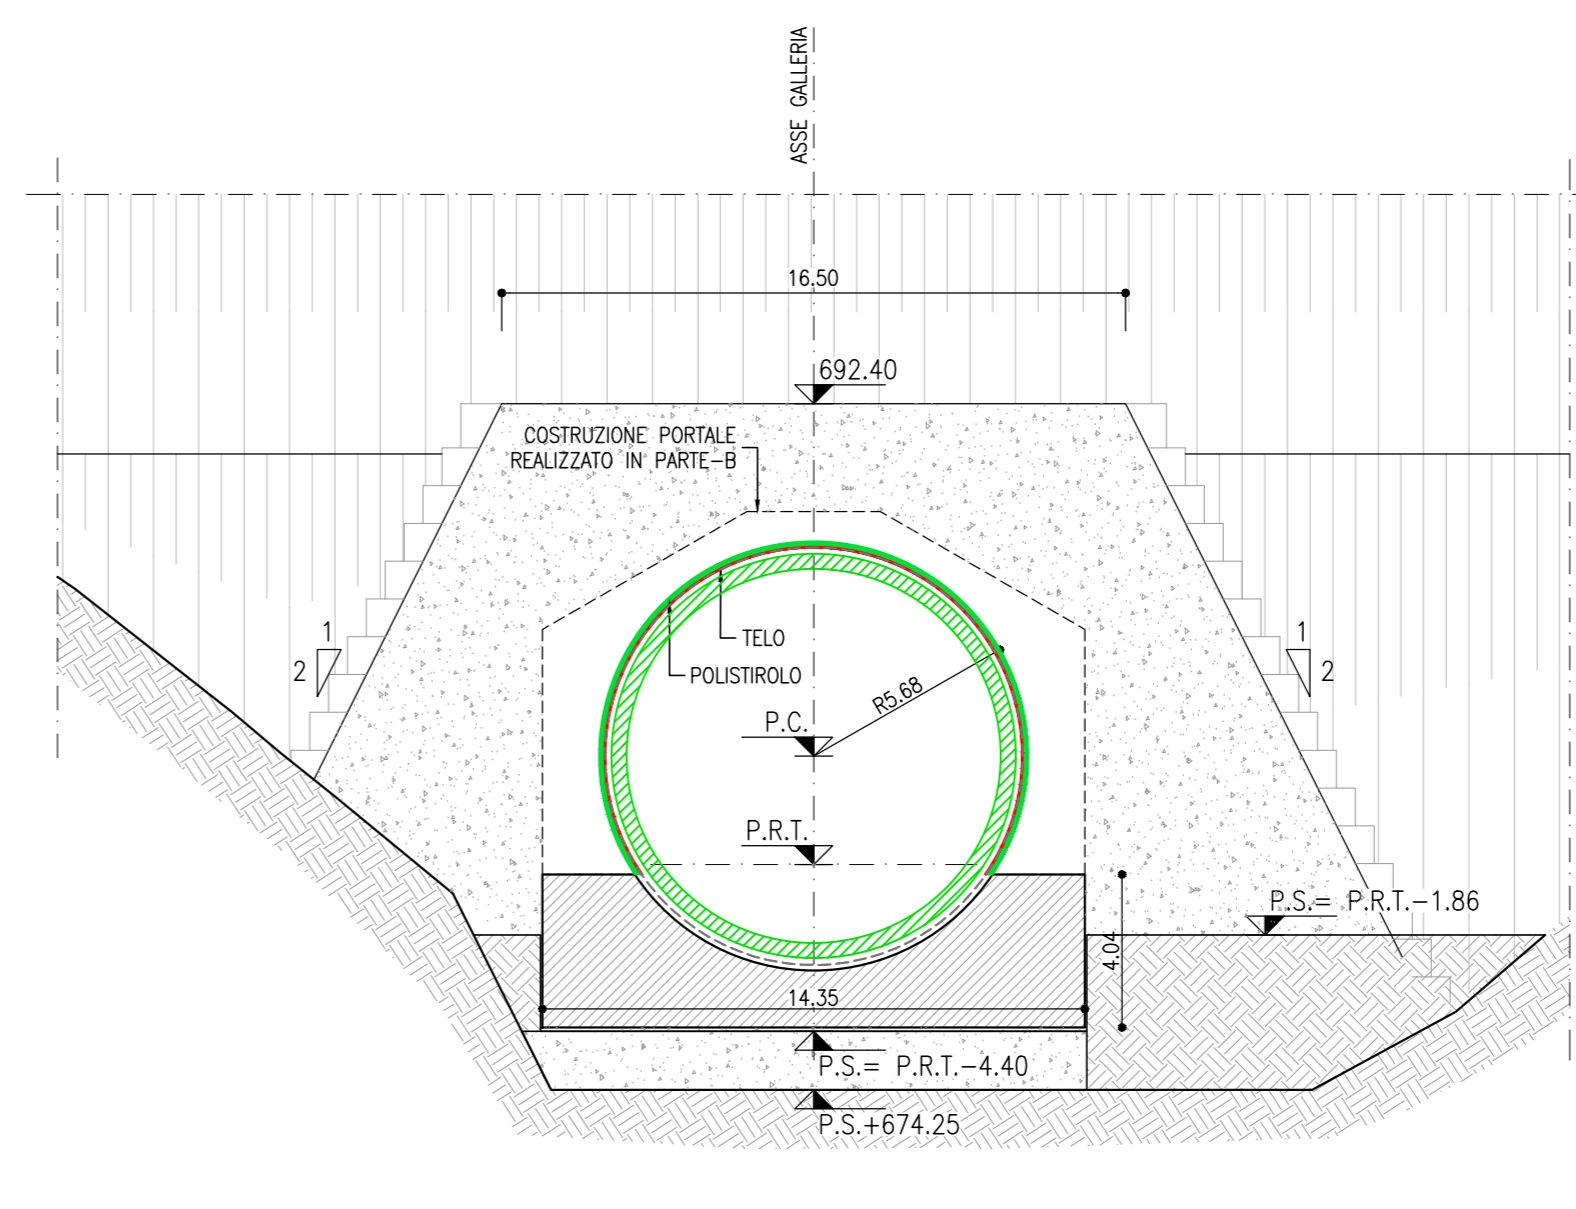 ASSE GALLERIA
16.50
692.40
COSTRUZIONE PORTALE
REALIZZATO IN PARTE-B
1
2
1
2
TELO
POLISTIROLO
R5.68
P.C.
P.R.T.
P.S.= P.R.T.-1.86
4.04
14.35
P.S.= P.R.T.-4.40
P.S.+674.25